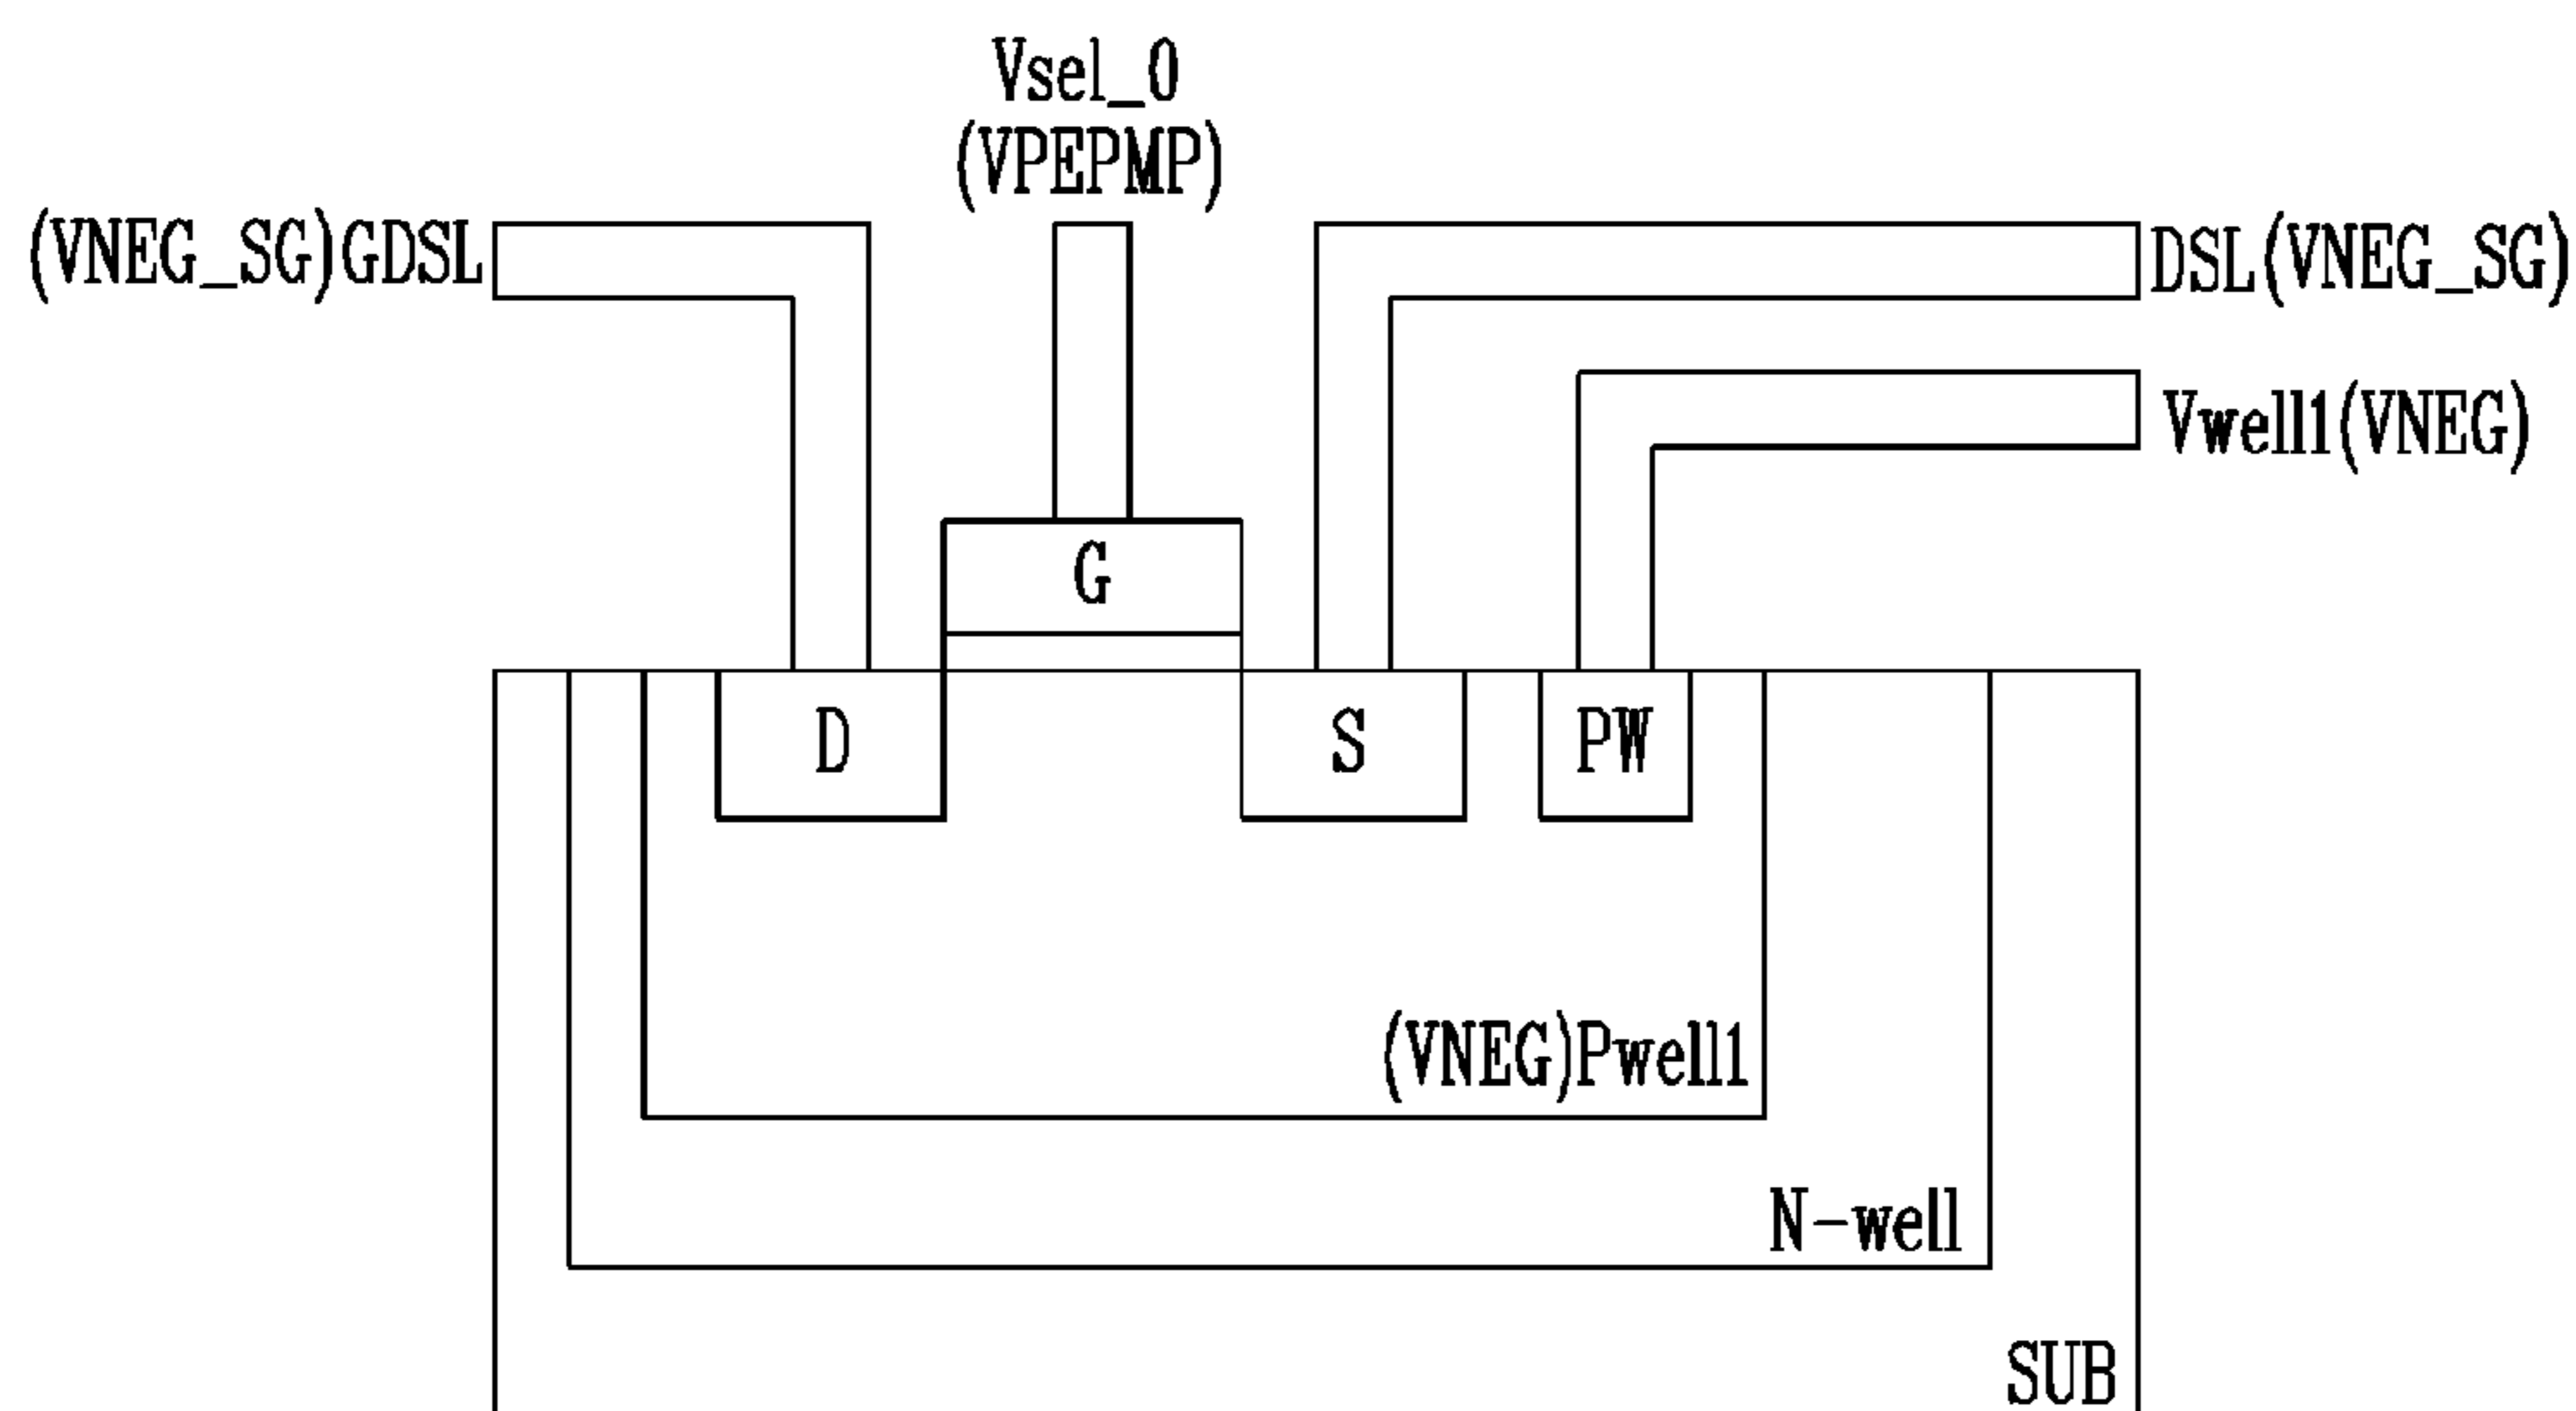 Vsel_0
(VPEPMP)
(VNEG_SG)GDSL
DSL(VNEG_SG)
Vwell1(VNEG)
G
D
S
PW
(VNEG)Pwell1
N-well
SUB